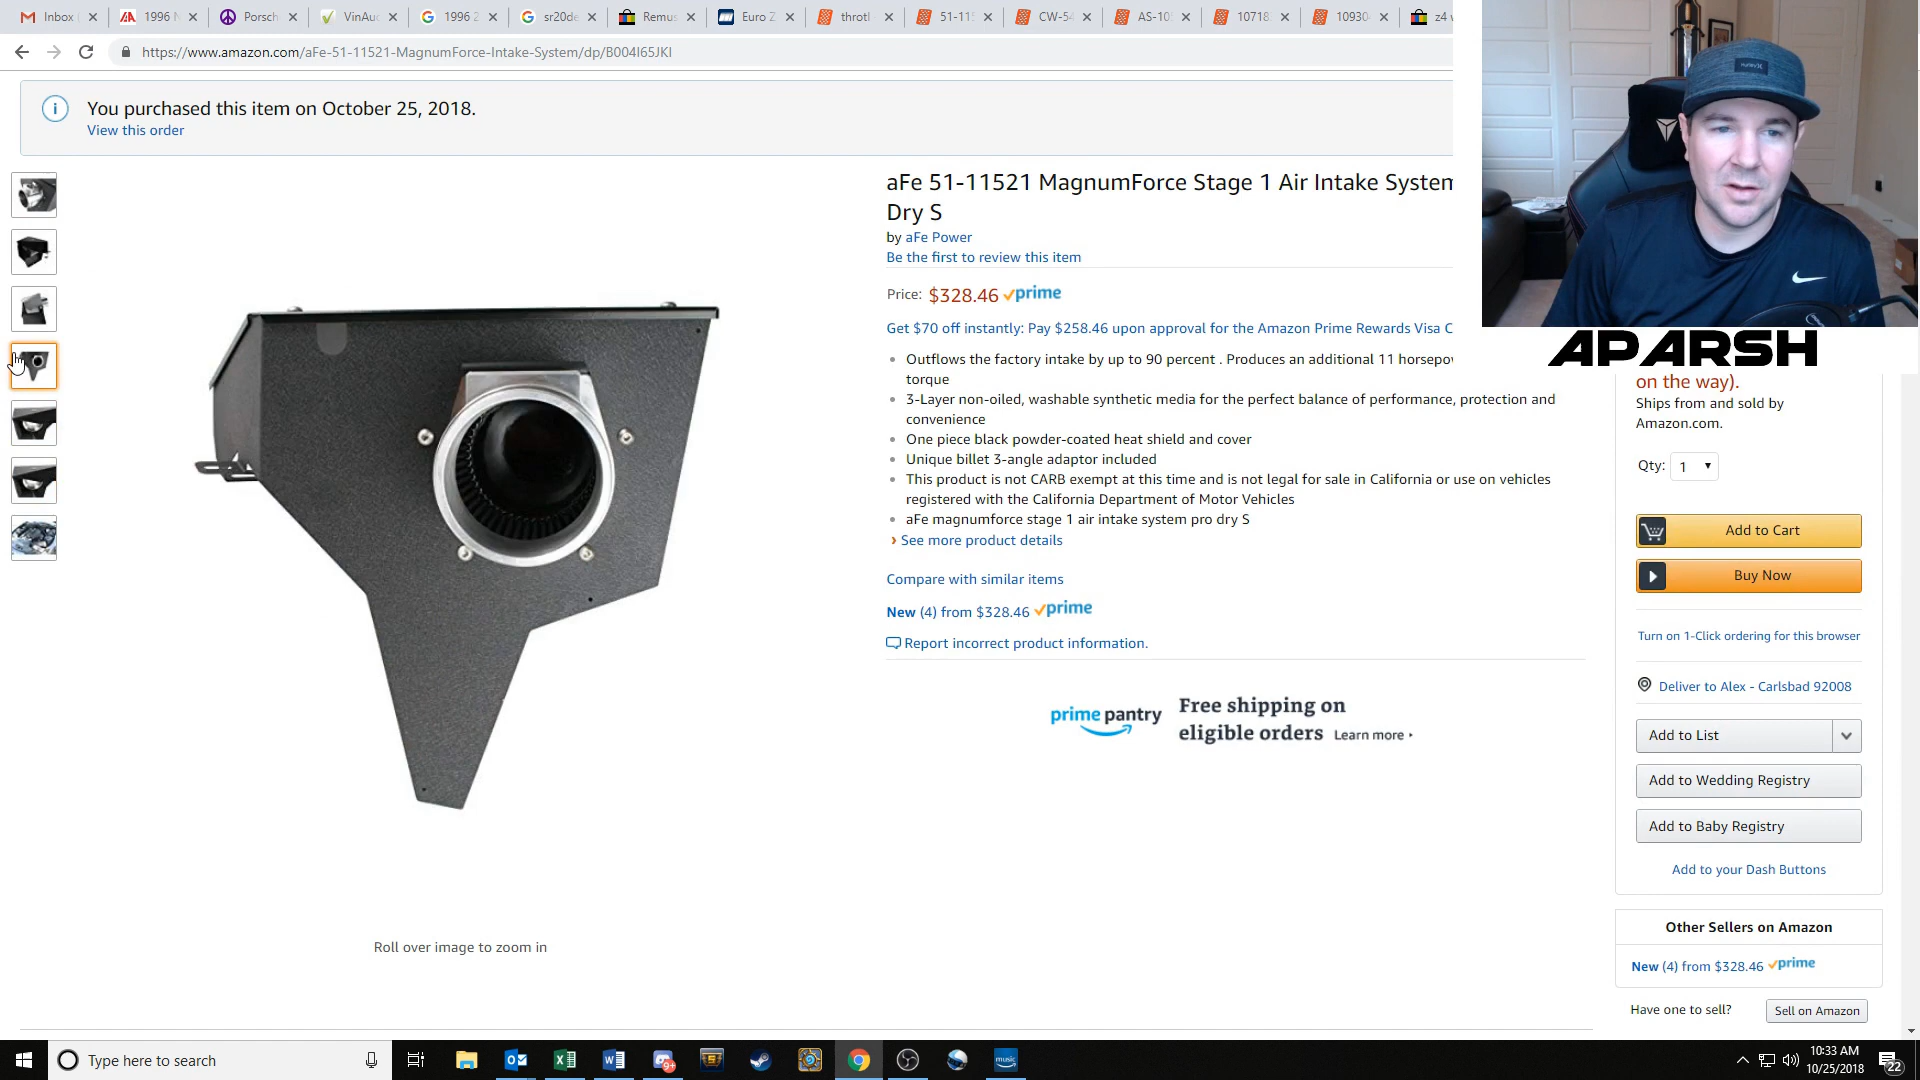 Inbox
1996
Porsch
VinAuc
1996
sr20de
Remus
Euro Z
throtl
51-11
CW-54
AS-10
10718
10930
z4
https://www.amazon.com/aFe-51-11521-MagnumForce-Intake-System/dp/B004I65JKI
You purchased this item on October 25, 2018.
View this order
Hurley
aFe 51-11521 MagnumForce Stage 1 Air Intake System
Dry S
by aFe Power
Be the first to review this item
Price: $328.46 prime
Get $70 off instantly: Pay $258.46 upon approval for the Amazon Prime Rewards Visa C
Outflows the factory intake by up to 90 percent . Produces an additional 11 horsepow
torque
3-Layer non-oiled, washable synthetic media for the perfect balance of performance, protection and
convenience
One piece black powder-coated heat shield and cover
Unique billet 3-angle adaptor included
This product is not CARB exempt at this time and is not legal for sale in California or use on vehicles
registered with the California Department of Motor Vehicles
aFe magnumforce stage 1 air intake system pro dry S
› See more product details
Compare with similar items
New (4) from $328.46 prime
Report incorrect product information.
prime pantry
Free shipping on
eligible orders Learn more ›
Roll over image to zoom in
APARSH
on the way).
Ships from and sold by
Amazon.com.
Qty: 1
Add to Cart
Buy Now
Turn on 1-Click ordering for this browser
Deliver to Alex - Carlsbad 92008
Add to List
Add to Wedding Registry
Add to Baby Registry
Add to your Dash Buttons
Other Sellers on Amazon
New (4) from $328.46 prime
Have one to sell? Sell on Amazon
Type here to search
music
10:33 AM
10/25/2018
22